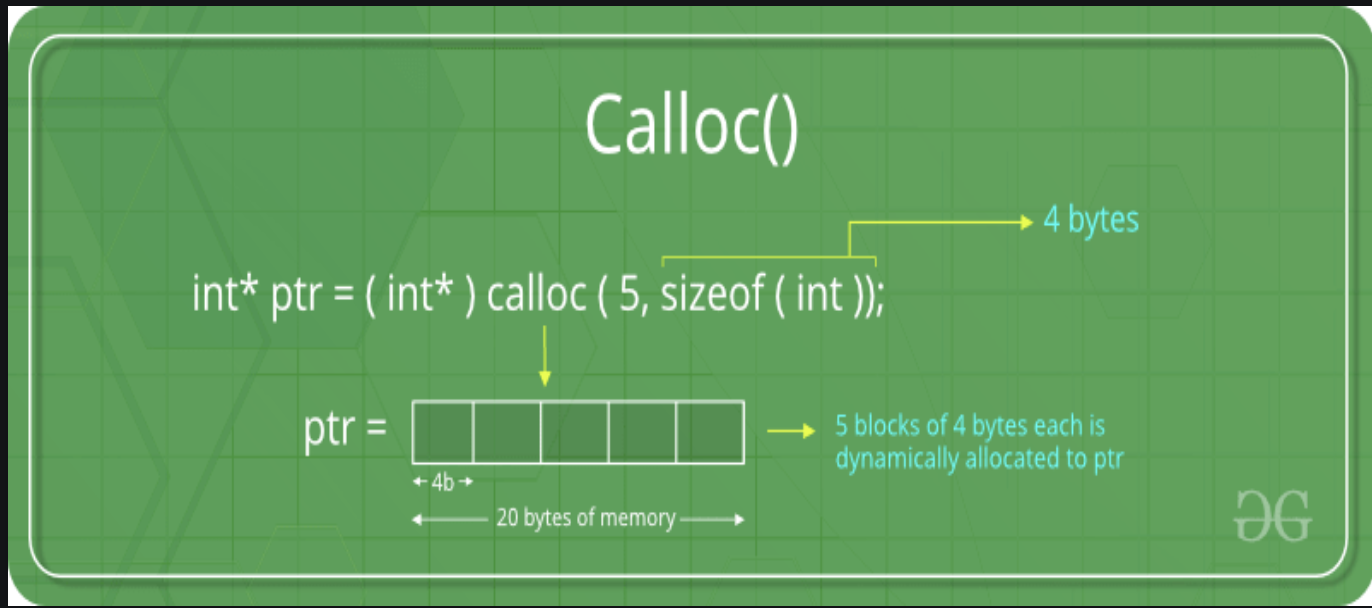 Calloc()
4 bytes
int* ptr = ( int* ) calloc ( 5, sizeof ( int ));
ptr =
5 blocks of 4 bytes each is
dynamically allocated to ptr
4b
20 bytes of memory